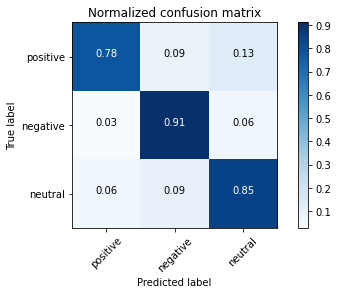 Normalized confusion matrix
True label
positive
negative
neutral
0.78 0.09 0.13
0.03 0.91 0.06
0.06 0.09 0.85
positive
negative
neutral
Predicted label
0.9
0.8
0.7
0.6
0.5
0.4
0.3
0.2
0.1